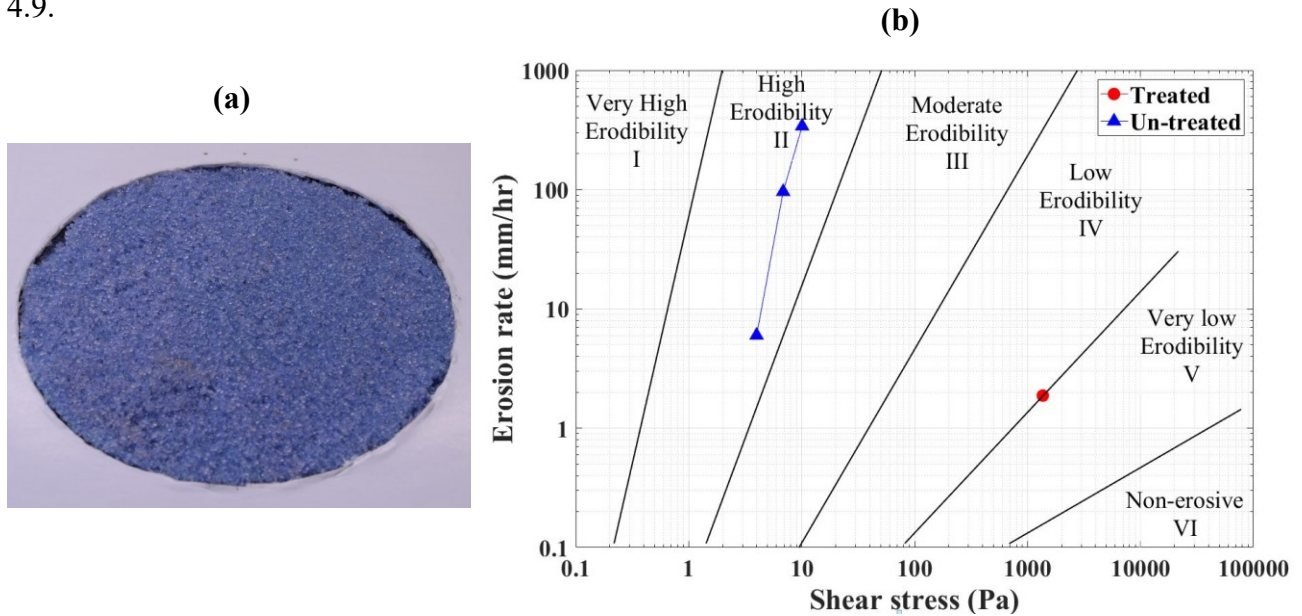 4.9.
(a)
(b)
Erosion rate (mm/hr)
1000
100
10
1
0.1
Very High
Erodibility
I
High
Erodibility
II
Moderate
Erodibility
III
Low
Erodibility
IV
Very low
Erodibility
V
Non-erosive
VI
Treated
Un-treated
0.1
1
10
100
1000
10000
100000
Shear stress (Pa)